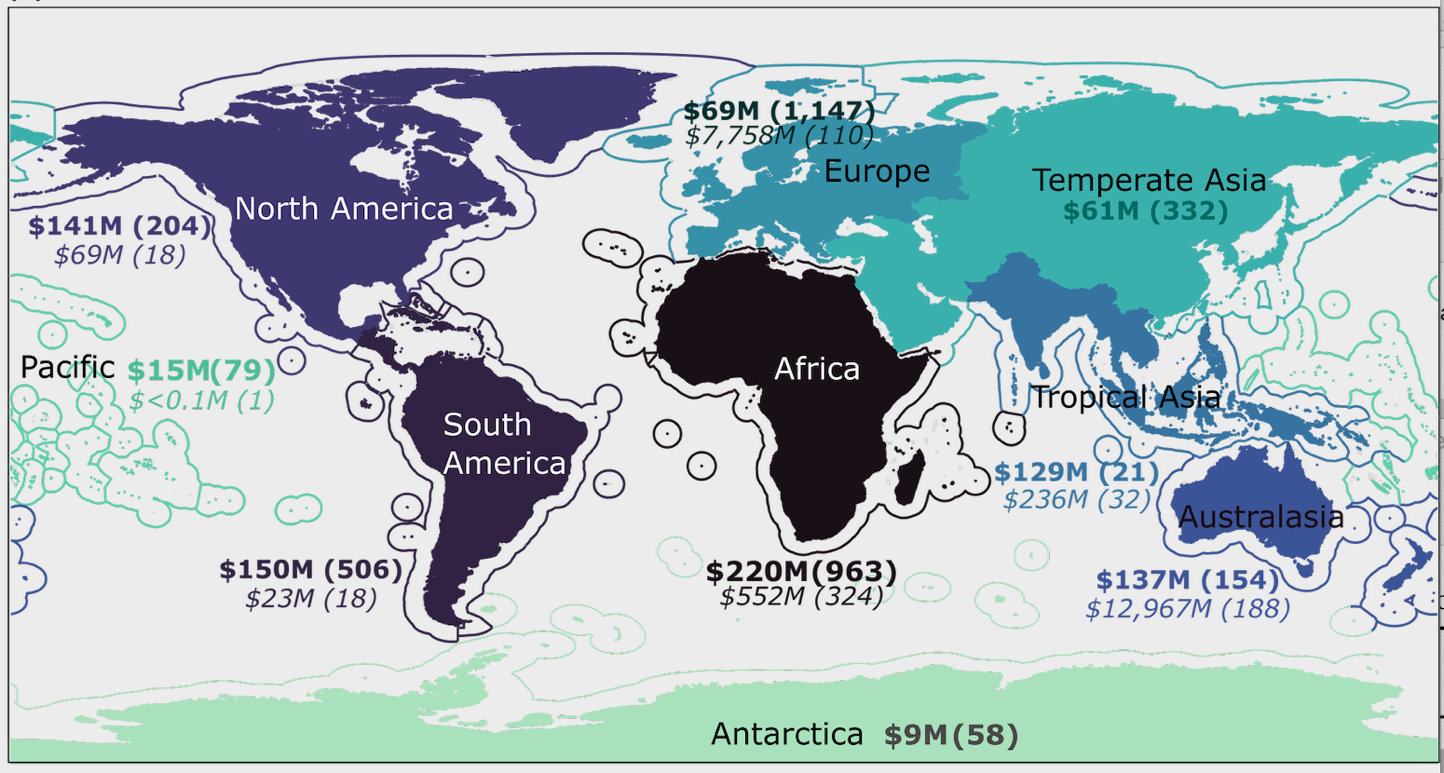 $69M (1,147)
$7,758M (110)
Europe
Temperate Asia
$61M (332)
North America
$141M (204)
$69M (18)
Pacific $15M(79)
$<0.1M (1)
Africa
Tropical Asia
South
America
$129M (21)
$236M (32)
Australasia
$150M (506)
$23M (18)
$220M(963)
$552M (324)
$137M (154)
$12,967M (188)
Antarctica $9M(58)